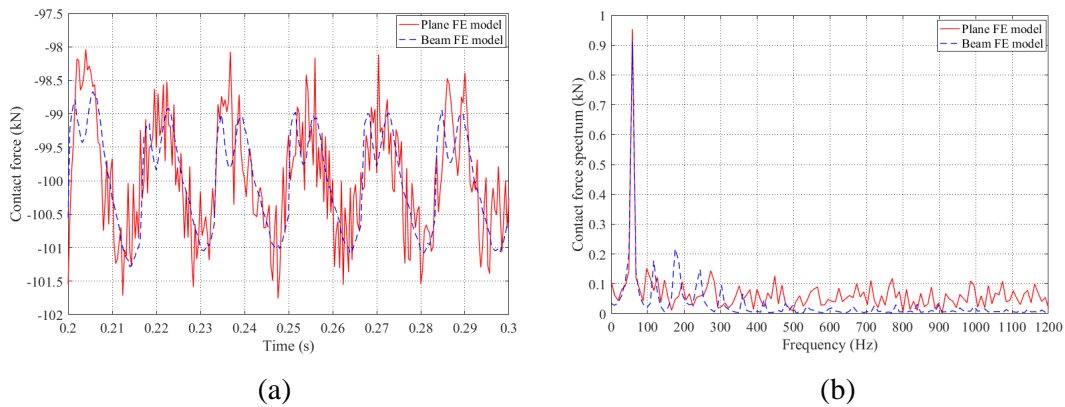 Contact force (kN)
-97.5
-98
-98.5
-99
-99.5
-100
-100.5
-101
-101.5
-102
0.2 0.21 0.22 0.23 0.24 0.25 0.26 0.27 0.28 0.29 0.3
Time (s)
Plane FE model
Beam FE model
(a)
Contact force spectrum (kN)
1
0.9
0.8
0.7
0.6
0.5
0.4
0.3
0.2
0.1
0
0 100 200 300 400 500 600 700 800 900 1000 1100 1200
Frequency (Hz)
Plane FE model
Beam FE model
(b)